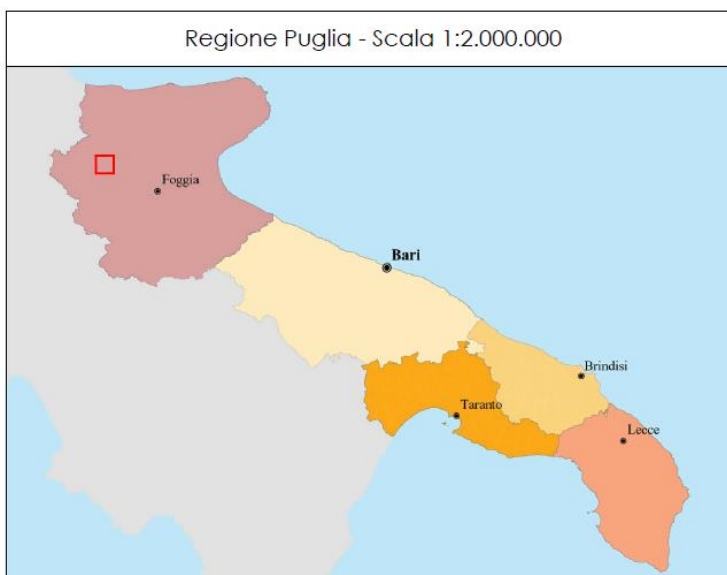 Regione Puglia - Scala 1:2.000.000
Foggia
Bari
Brindisi
Taranto
Lecce